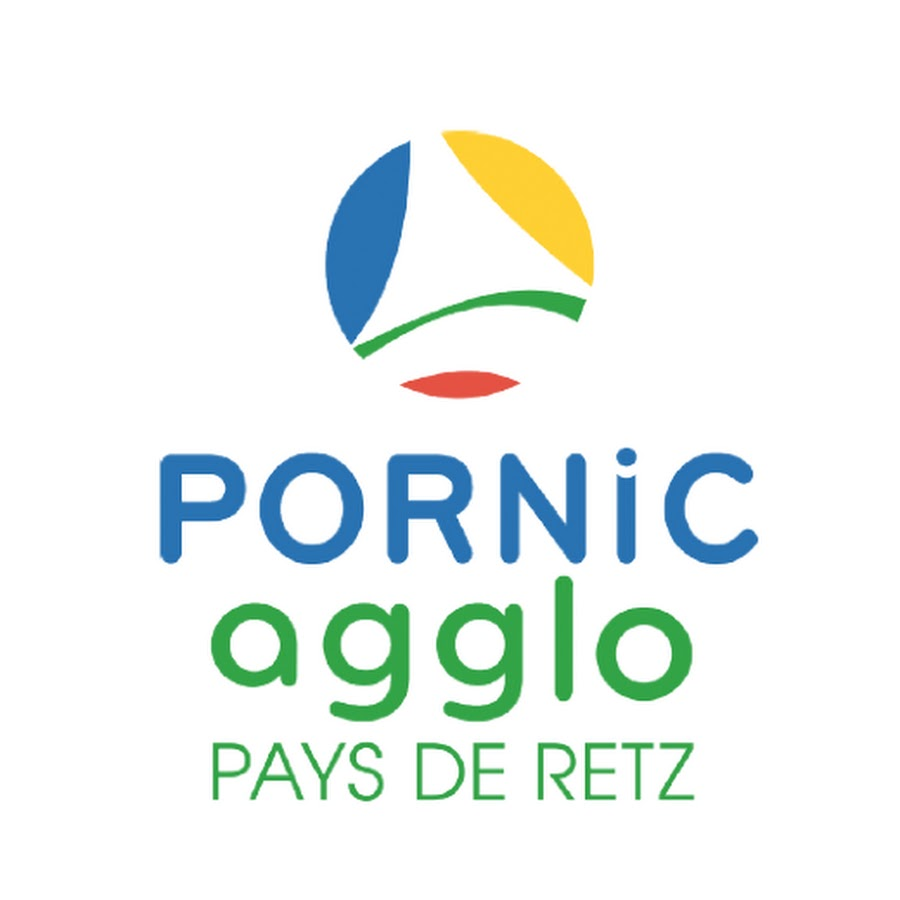 PORNiC
agglo
PAYS DE RETZ